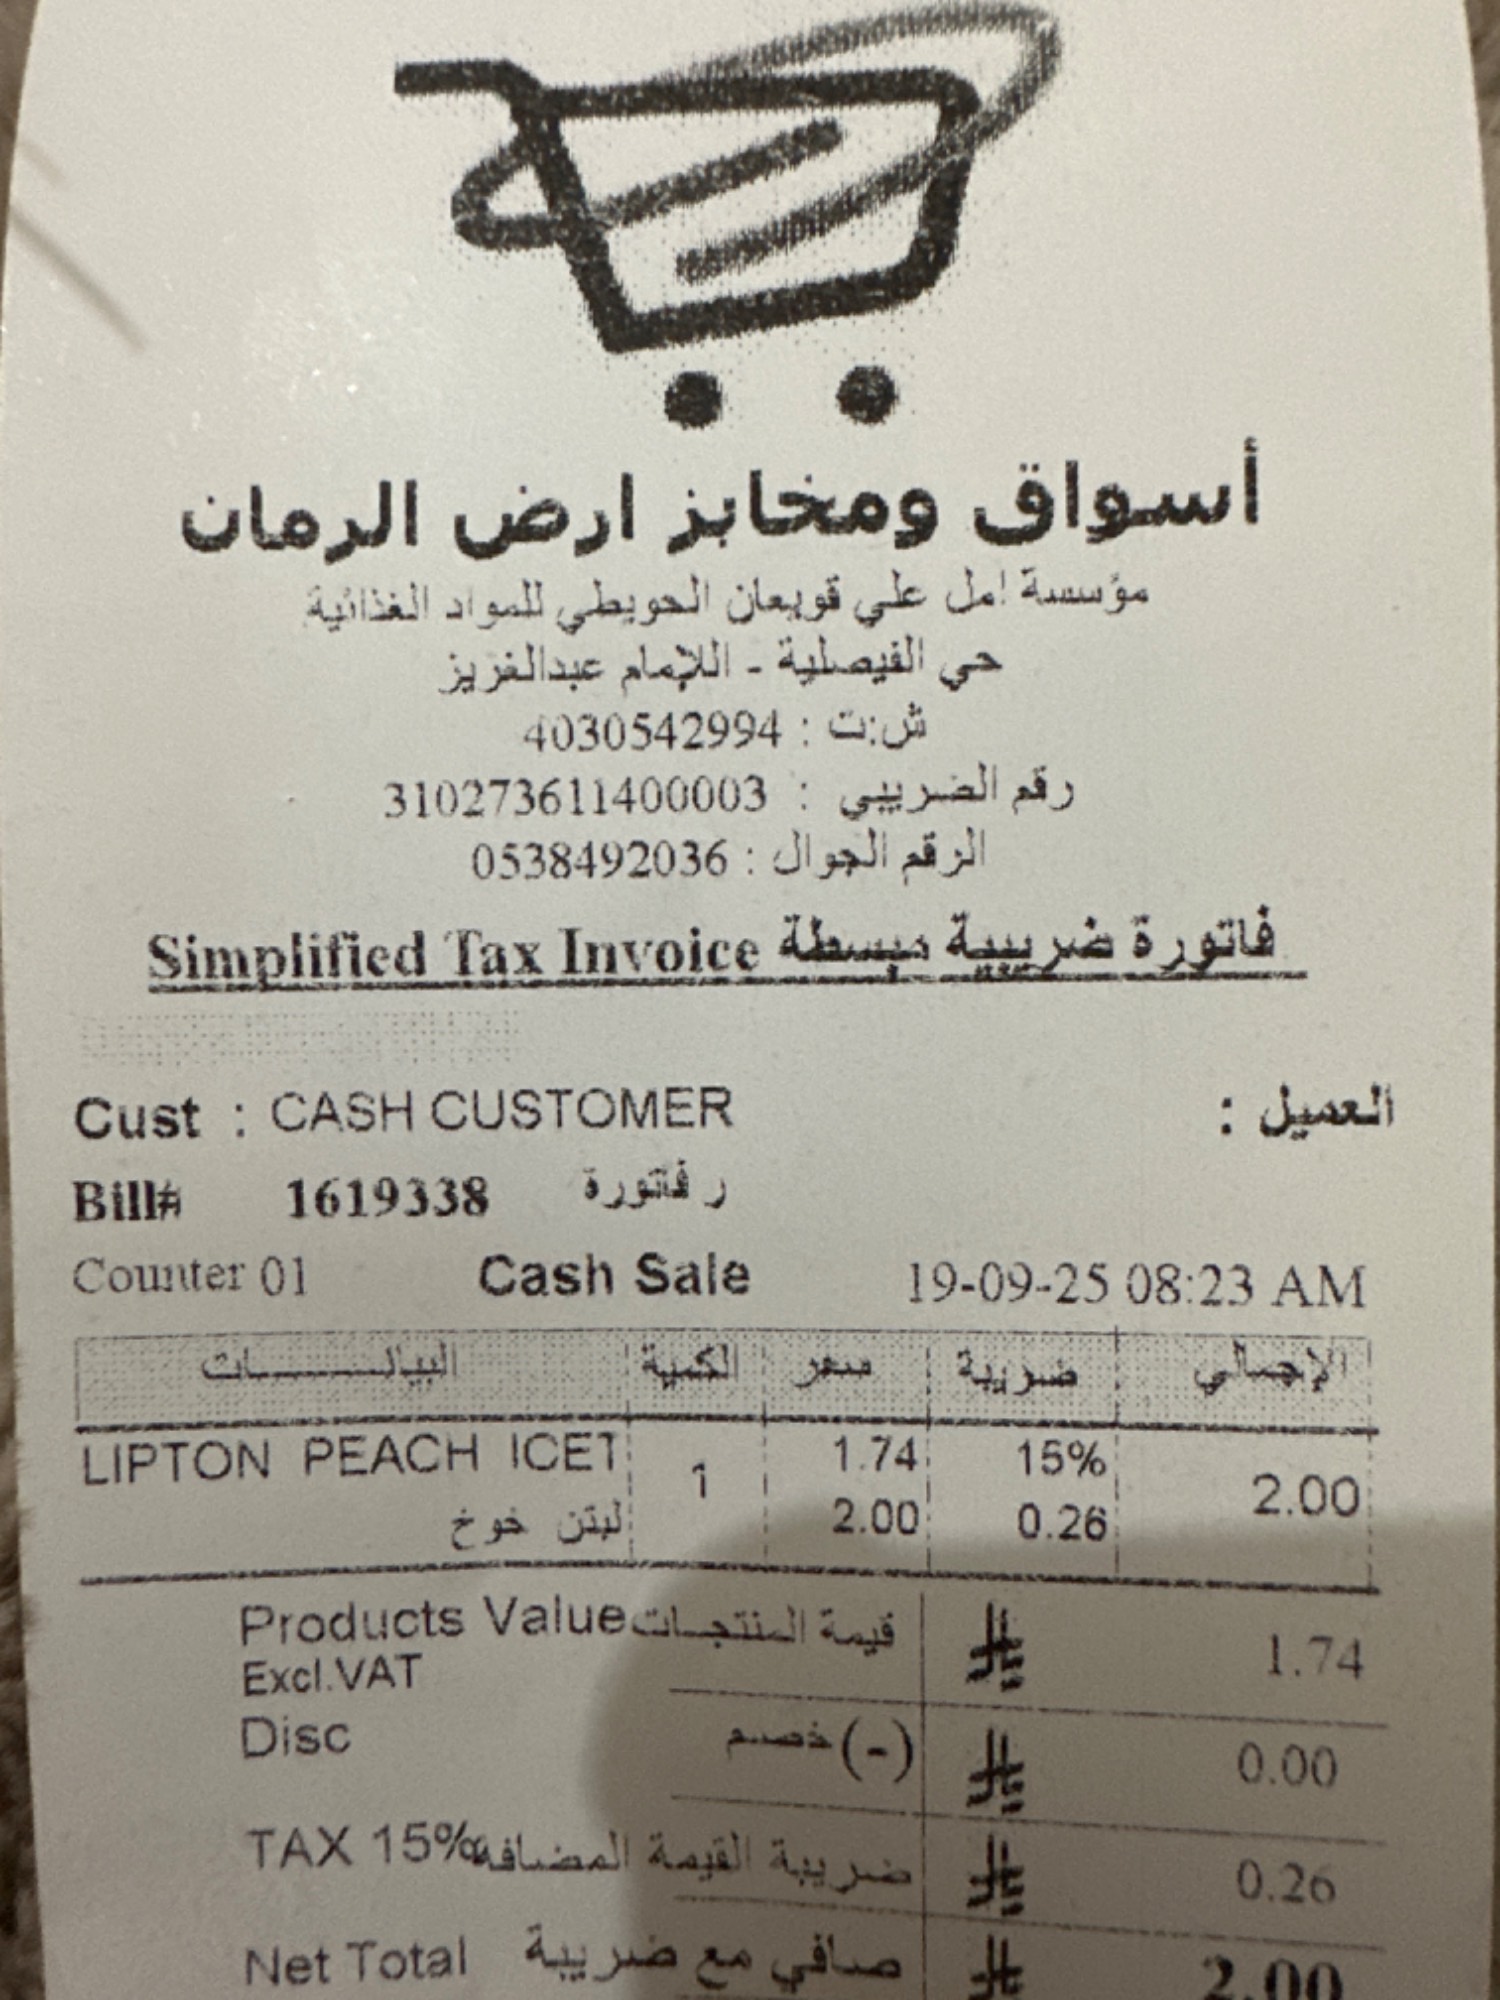 أسواق ومخابز ارض الرمان
مؤسسة امل علي قويعان الحويطي للمواد الغذائية
حي الفيصلية - اللإمام عبدالغزيز
ش:ت : 4030542994
رقم الضريبي : 310273611400003
الرقم الجوال : 0538492036
Simplified Tax Invoice فاتورة ضريبية مبسطة
Cust : CASH CUSTOMER العميل :
Bill# 1619338 ر فاتورة
Counter 01 Cash Sale 19-09-25 08:23 AM
البيانـــــــات الكمية سعر ضريبة الإجمالي
LIPTON PEACH ICET 1 1.74 15% 2.00
لبتن خوخ 2.00 0.26
Products Value قيمة المنتجات 1.74
Excl.VAT
Disc خصم (-) 0.00
TAX 15% ضريبة القيمة المضافة 0.26
Net Total صافي مع ضريبة 2.00